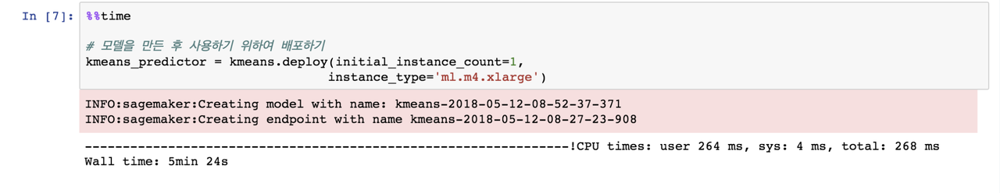 In [7]: %%time
# 모델을 만든 후 사용하기 위하여 배포하기
kmeans_predictor = kmeans.deploy(initial_instance_count=1,
instance_type='ml.m4.xlarge')
INFO:sagemaker:Creating model with name: kmeans-2018-05-12-08-52-37-371
INFO:sagemaker:Creating endpoint with name kmeans-2018-05-12-08-27-23-908
----------------------------------------------------------------!CPU times: user 264 ms, sys: 4 ms, total: 268 ms
Wall time: 5min 24s